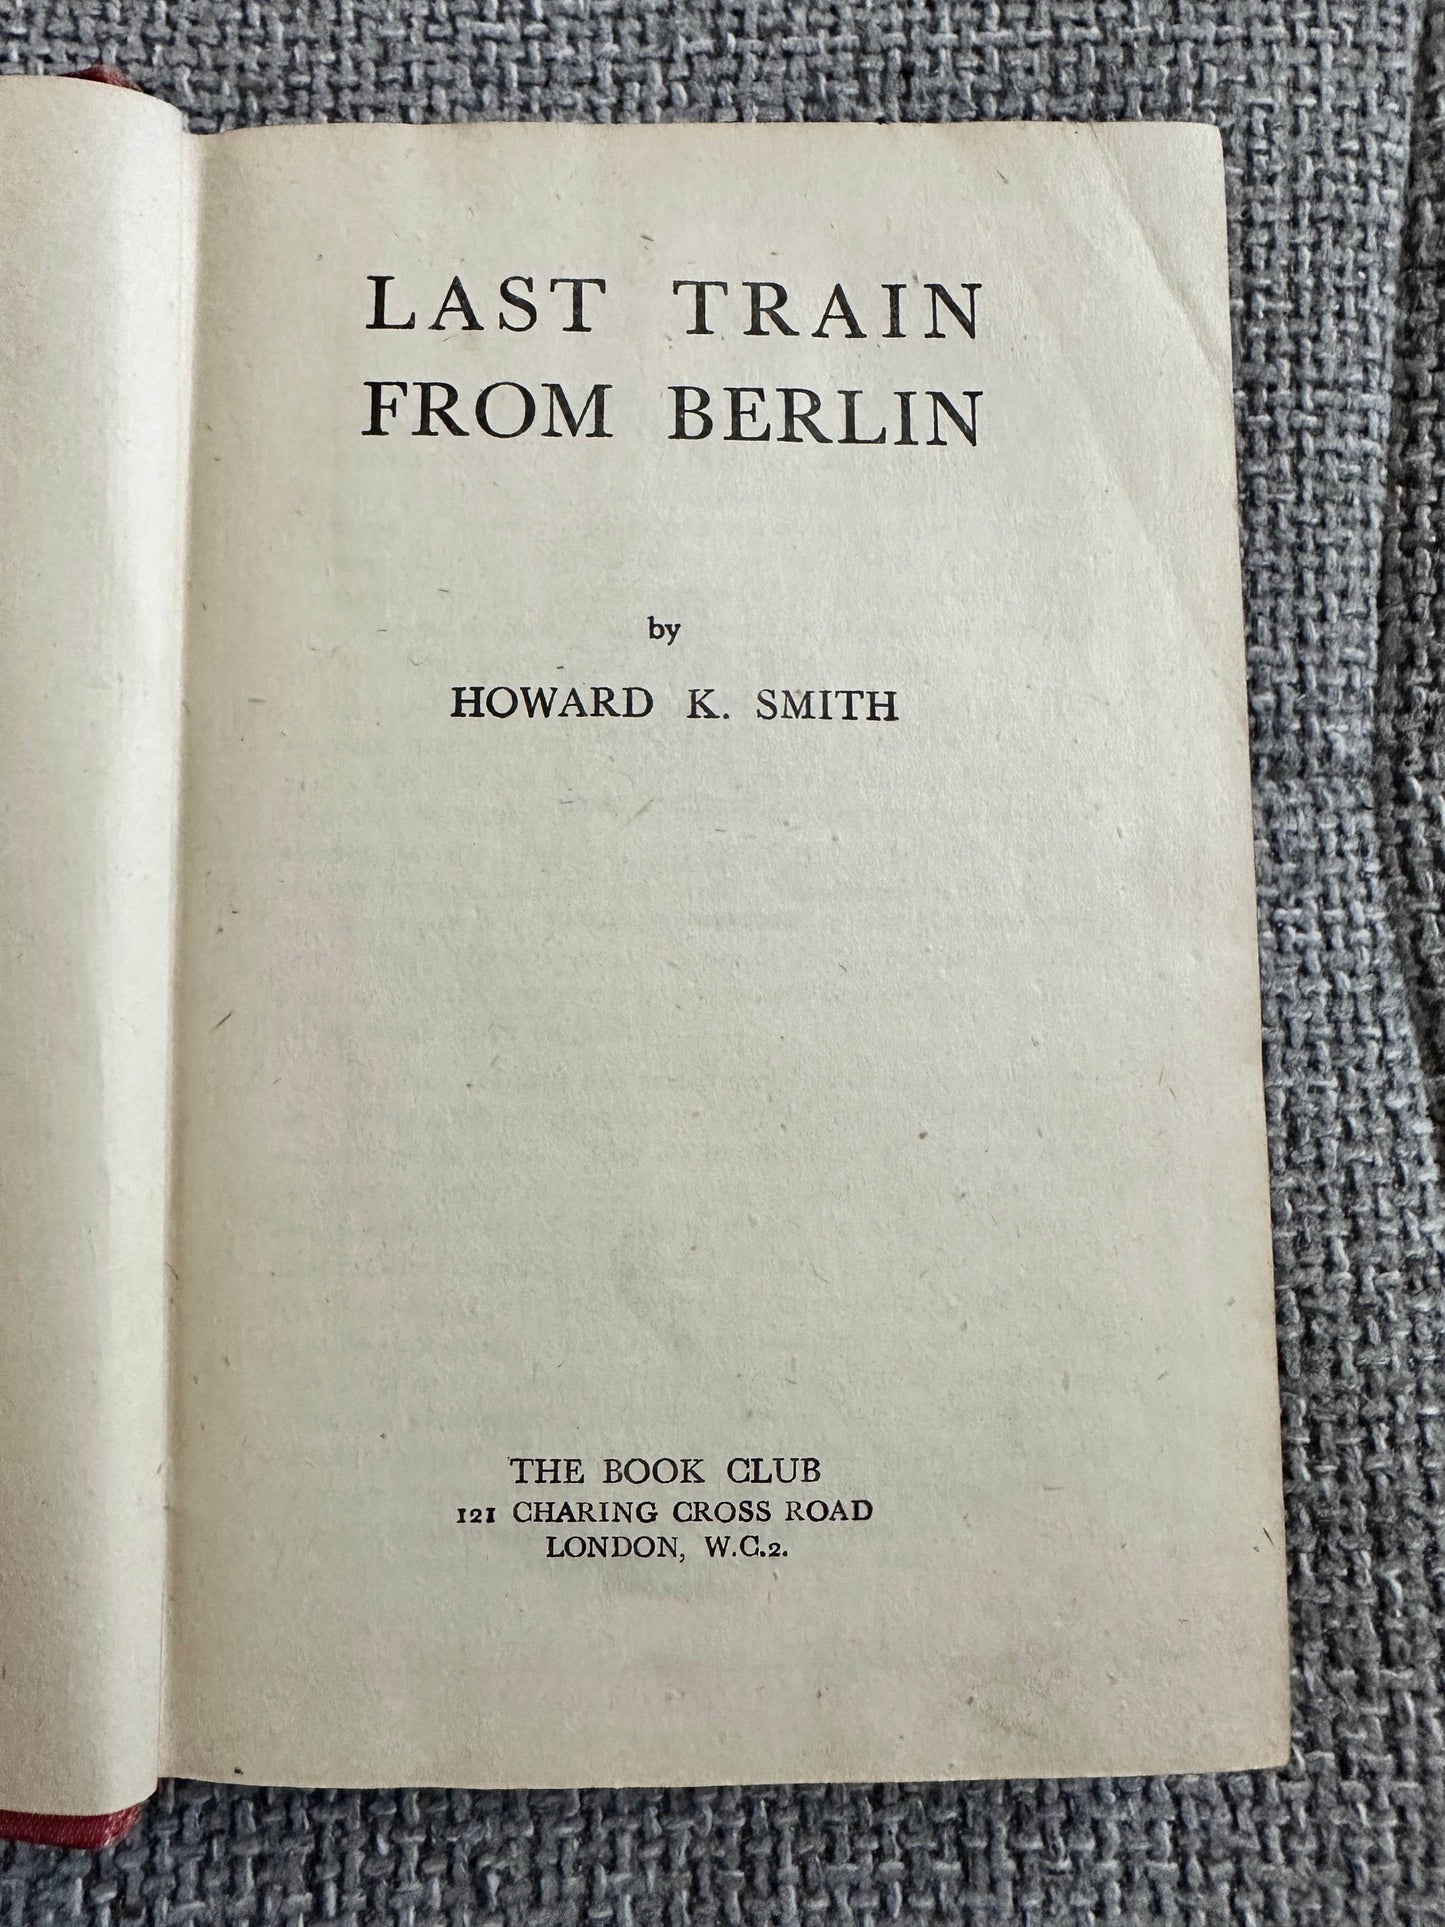 LAST TRAIN
FROM BERLIN
by
HOWARD K. SMITH
THE BOOK CLUB
121 CHARING CROSS ROAD
LONDON, W.C.2.